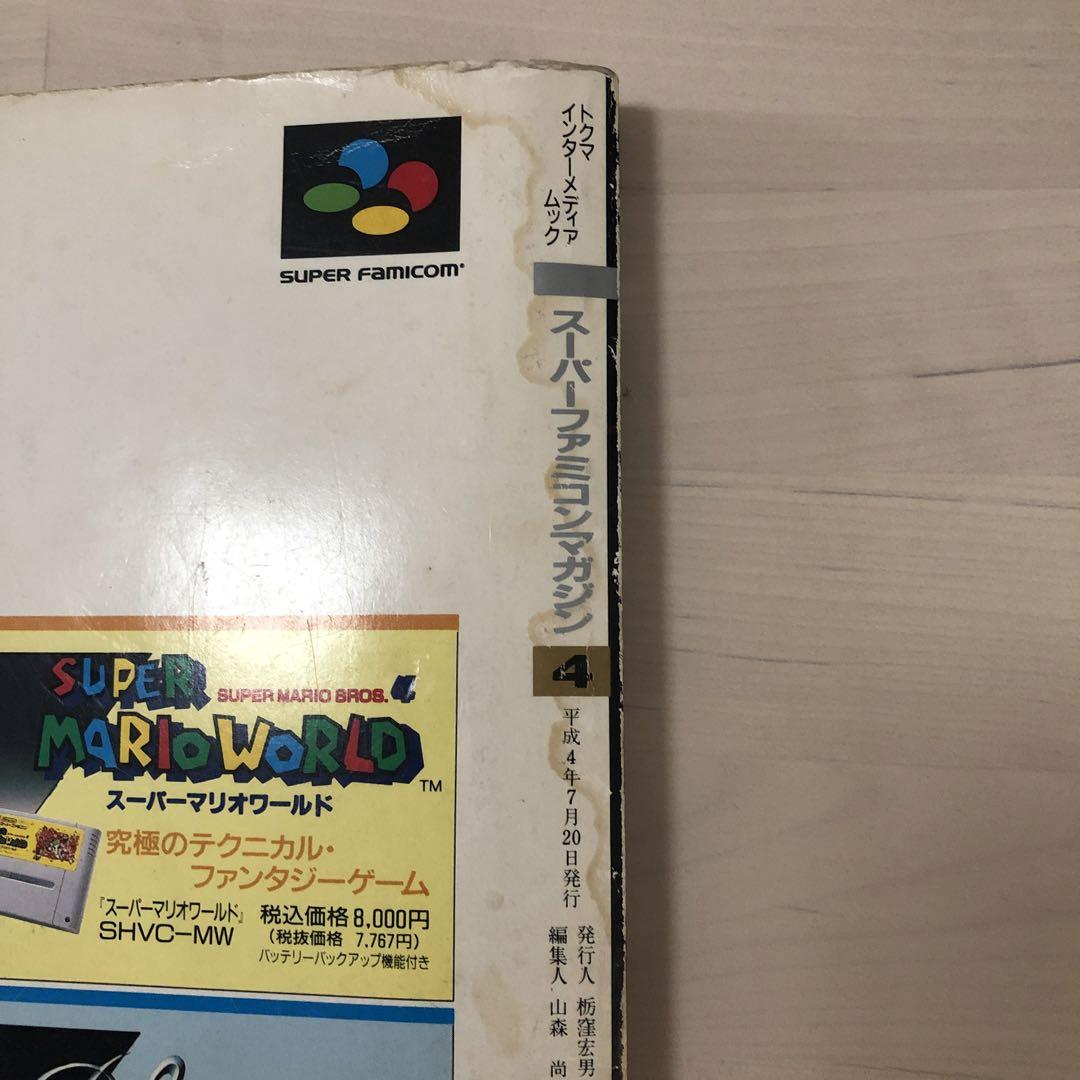 SUPER FAMICOM
SUPER
SUPER MARIO BROS. 4
MARIO WORLD
TM
スーパーマリオワールド
究極のテクニカル・
ファンタジーゲーム
『スーパーマリオワールド』
SHVC-MW
税込価格 8,000円
(税抜価格 7,767円)
バッテリーバックアップ機能付き
トクマ
インターメディア
ムック
スーパーファミコンマガジン
4
平成4年7月20日発行
発行人 栃窪宏男
編集人 山森 尚